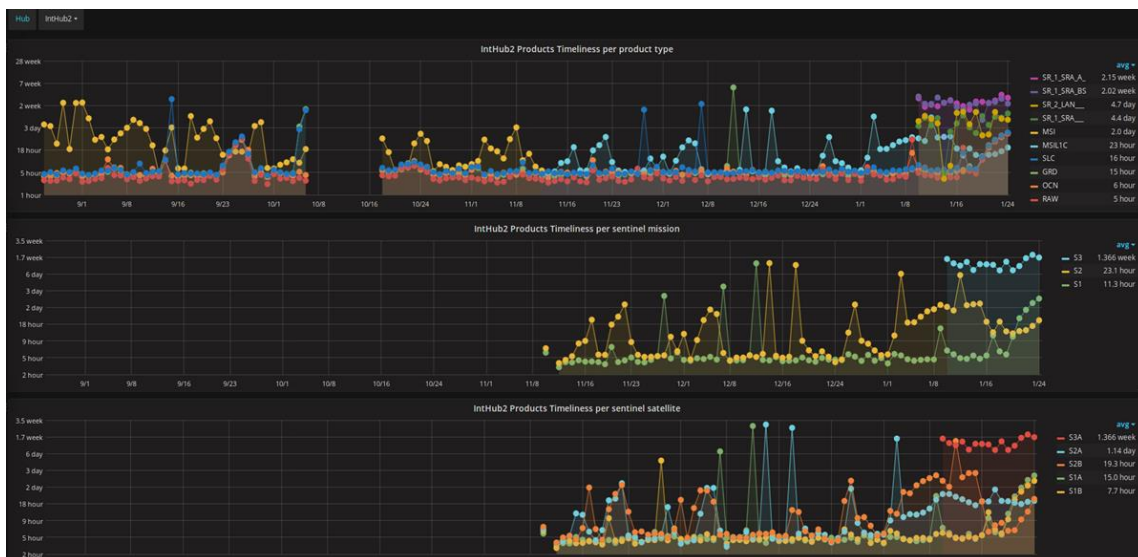 Hub IntHub2
IntHub2 Products Timeliness per product type
28 week
7 week
2 week
3 day
18 hour
5 hour
1 hour
9/1 9/8 9/16 9/23 10/1 10/8 10/16 10/24 11/1 11/8 11/16 11/23 12/1 12/8 12/16 12/24 1/1 1/8 1/16 1/24
avg
SR_1_SRA_A_ 2.15 week
SR_1_SRA_BS 2.02 week
SR_2_LAN___ 4.7 day
SR_1_SRA___ 4.4 day
MSI 2.0 day
MSIL1C 23 hour
SLC 16 hour
GRD 15 hour
OCN 6 hour
RAW 5 hour
IntHub2 Products Timeliness per sentinel mission
3.5 week
1.7 week
6 day
3 day
2 day
18 hour
9 hour
5 hour
2 hour
9/1 9/8 9/16 9/23 10/1 10/8 10/16 10/24 11/1 11/8 11/16 11/23 12/1 12/8 12/16 12/24 1/1 1/8 1/16 1/24
avg
S3 1.366 week
S2 23.1 hour
S1 11.3 hour
IntHub2 Products Timeliness per sentinel satellite
3.5 week
1.7 week
6 day
3 day
2 day
18 hour
9 hour
5 hour
2 hour
avg
S3A 1.366 week
S2A 1.14 day
S2B 19.3 hour
S1A 15.0 hour
S1B 7.7 hour